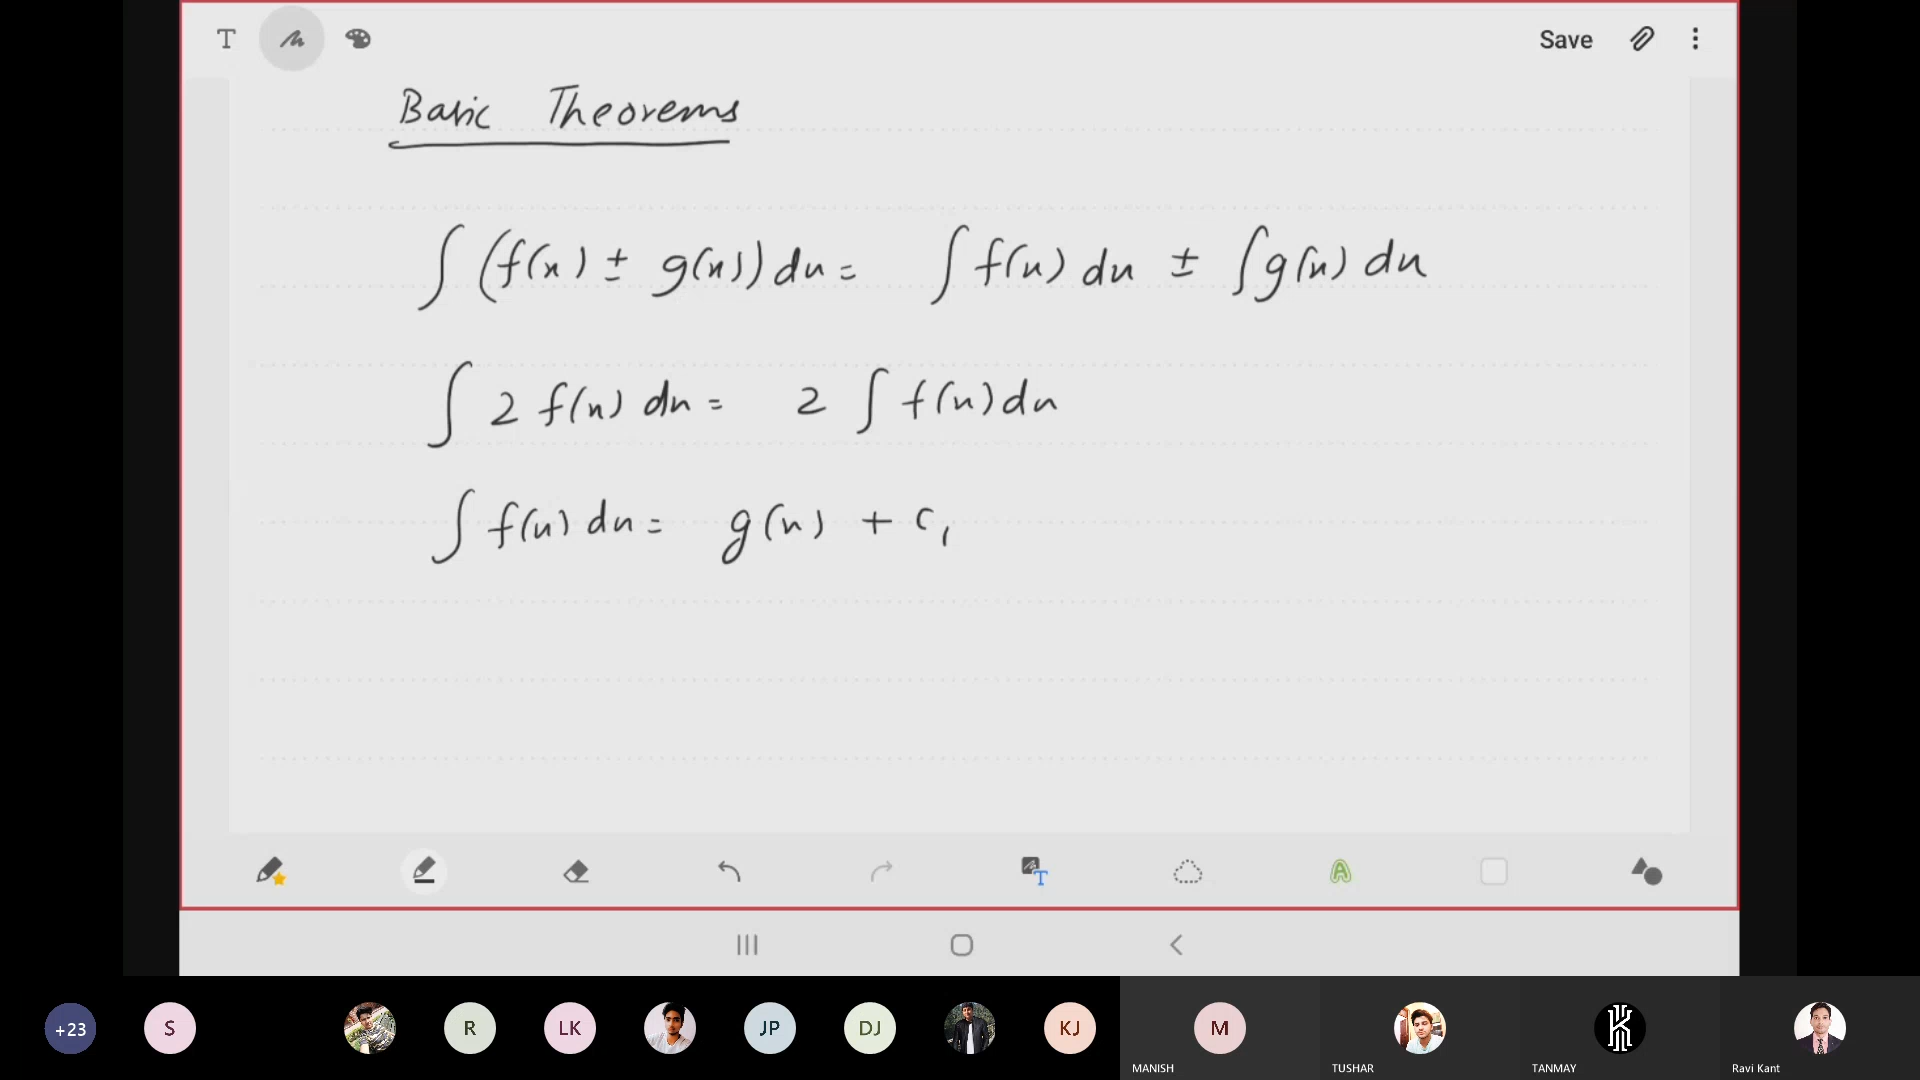 T Save
Basic Theorems
∫ (f(x) ± g(x)) dx = ∫ f(x) dx ± ∫ g(x) dx
∫ 2 f(x) dx = 2 ∫ f(x) dx
∫ f(x) dx = g(x) + c₁
T A
+23 S R LK JP DJ KJ M K
MANISH TUSHAR TANMAY Ravi Kant